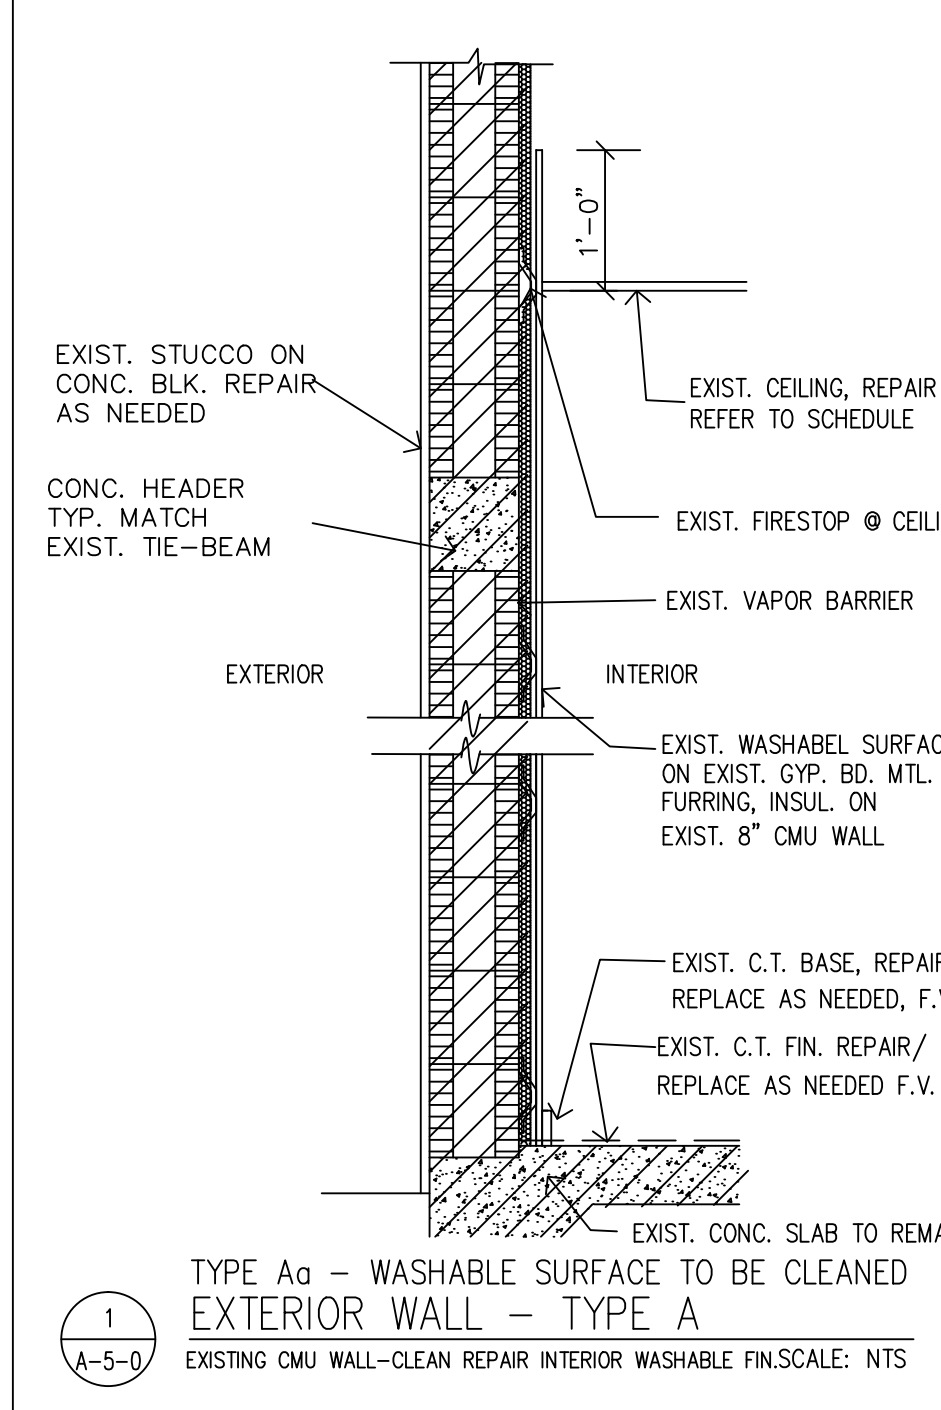 1'-0"
EXIST. STUCCO ON
CONC. BLK. REPAIR
AS NEEDED
EXIST. CEILING, REPAIR
REFER TO SCHEDULE
CONC. HEADER
TYP. MATCH
EXIST. TIE-BEAM
EXIST. FIRESTOP @ CEILI
EXIST. VAPOR BARRIER
EXTERIOR
INTERIOR
EXIST. WASHABEL SURFAC
ON EXIST. GYP. BD. MTL.
FURRING, INSUL. ON
EXIST. 8" CMU WALL
EXIST. C.T. BASE, REPAIR
REPLACE AS NEEDED, F.V
EXIST. C.T. FIN. REPAIR/
REPLACE AS NEEDED F.V.
EXIST. CONC. SLAB TO REMA
TYPE Aa - WASHABLE SURFACE TO BE CLEANED
EXTERIOR WALL - TYPE A
1
A-5-0
EXISTING CMU WALL-CLEAN REPAIR INTERIOR WASHABLE FIN.SCALE: NTS